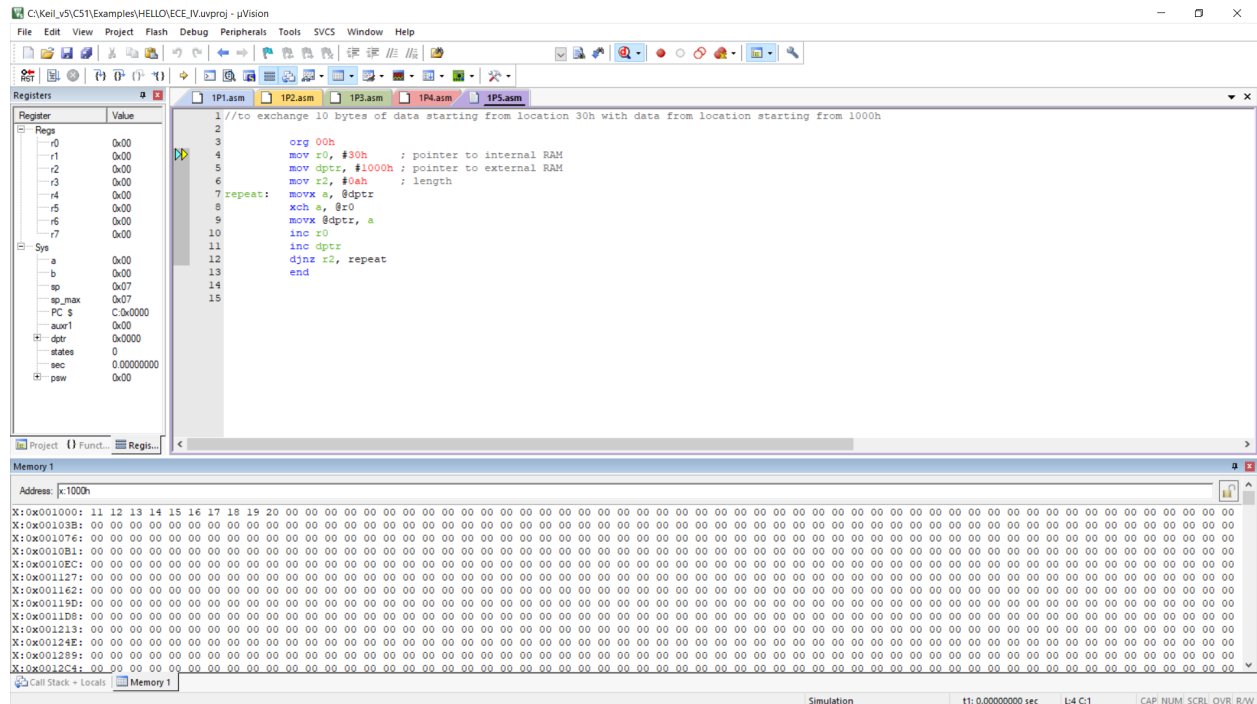 C:\Keil_v5\C51\Examples\HELLO\ECE_IV.uvproj - µVision
File Edit View Project Flash Debug Peripherals Tools SVCS Window Help
Registers
1P1.asm 1P2.asm 1P3.asm 1P4.asm 1P5.asm
Register Value
Regs
r0 0x00
r1 0x00
r2 0x00
r3 0x00
r4 0x00
r5 0x00
r6 0x00
r7 0x00
Sys
a 0x00
b 0x00
sp 0x07
sp_max 0x07
PC $ C:0x0000
auxr1 0x00
dptr 0x0000
states 0
sec 0.00000000
psw 0x00
Project Funct... Regis...
1 //to exchange 10 bytes of data starting from location 30h with data from location starting from 1000h
2
3 org 00h
4 mov r0, #30h ; pointer to internal RAM
5 mov dptr, #1000h ; pointer to external RAM
6 mov r2, #0ah ; length
7 repeat: movx a, @dptr
8 xch a, @r0
9 movx @dptr, a
10 inc r0
11 inc dptr
12 djnz r2, repeat
13 end
14
15
Memory 1
Address: x:1000h
X:0x001000: 11 12 13 14 15 16 17 18 19 20 00 00 00 00 00 00 00 00 00 00 00 00 00 00 00 00 00 00 00 00 00 00 00 00 00 00 00 00 00 00 00 00 00 00 00 00 00 00 00 00 00 00 00 00 00 00 00 00 00
X:0x00103B: 00 00 00 00 00 00 00 00 00 00 00 00 00 00 00 00 00 00 00 00 00 00 00 00 00 00 00 00 00 00 00 00 00 00 00 00 00 00 00 00 00 00 00 00 00 00 00 00 00 00 00 00 00 00 00 00 00 00 00
X:0x001076: 00 00 00 00 00 00 00 00 00 00 00 00 00 00 00 00 00 00 00 00 00 00 00 00 00 00 00 00 00 00 00 00 00 00 00 00 00 00 00 00 00 00 00 00 00 00 00 00 00 00 00 00 00 00 00 00 00 00 00
X:0x0010B1: 00 00 00 00 00 00 00 00 00 00 00 00 00 00 00 00 00 00 00 00 00 00 00 00 00 00 00 00 00 00 00 00 00 00 00 00 00 00 00 00 00 00 00 00 00 00 00 00 00 00 00 00 00 00 00 00 00 00 00
X:0x0010EC: 00 00 00 00 00 00 00 00 00 00 00 00 00 00 00 00 00 00 00 00 00 00 00 00 00 00 00 00 00 00 00 00 00 00 00 00 00 00 00 00 00 00 00 00 00 00 00 00 00 00 00 00 00 00 00 00 00 00 00
X:0x001127: 00 00 00 00 00 00 00 00 00 00 00 00 00 00 00 00 00 00 00 00 00 00 00 00 00 00 00 00 00 00 00 00 00 00 00 00 00 00 00 00 00 00 00 00 00 00 00 00 00 00 00 00 00 00 00 00 00 00 00
X:0x001162: 00 00 00 00 00 00 00 00 00 00 00 00 00 00 00 00 00 00 00 00 00 00 00 00 00 00 00 00 00 00 00 00 00 00 00 00 00 00 00 00 00 00 00 00 00 00 00 00 00 00 00 00 00 00 00 00 00 00 00
X:0x00119D: 00 00 00 00 00 00 00 00 00 00 00 00 00 00 00 00 00 00 00 00 00 00 00 00 00 00 00 00 00 00 00 00 00 00 00 00 00 00 00 00 00 00 00 00 00 00 00 00 00 00 00 00 00 00 00 00 00 00 00
X:0x0011D8: 00 00 00 00 00 00 00 00 00 00 00 00 00 00 00 00 00 00 00 00 00 00 00 00 00 00 00 00 00 00 00 00 00 00 00 00 00 00 00 00 00 00 00 00 00 00 00 00 00 00 00 00 00 00 00 00 00 00 00
X:0x001213: 00 00 00 00 00 00 00 00 00 00 00 00 00 00 00 00 00 00 00 00 00 00 00 00 00 00 00 00 00 00 00 00 00 00 00 00 00 00 00 00 00 00 00 00 00 00 00 00 00 00 00 00 00 00 00 00 00 00 00
X:0x00124E: 00 00 00 00 00 00 00 00 00 00 00 00 00 00 00 00 00 00 00 00 00 00 00 00 00 00 00 00 00 00 00 00 00 00 00 00 00 00 00 00 00 00 00 00 00 00 00 00 00 00 00 00 00 00 00 00 00 00 00
X:0x001289: 00 00 00 00 00 00 00 00 00 00 00 00 00 00 00 00 00 00 00 00 00 00 00 00 00 00 00 00 00 00 00 00 00 00 00 00 00 00 00 00 00 00 00 00 00 00 00 00 00 00 00 00 00 00 00 00 00 00 00
X:0x0012C4: 00 00 00 00 00 00 00 00 00 00 00 00 00 00 00 00 00 00 00 00 00 00 00 00 00 00 00 00 00 00 00 00 00 00 00 00 00 00 00 00 00 00 00 00 00 00 00 00 00 00 00 00 00 00 00 00 00 00 00
Call Stack + Locals Memory 1
Simulation t1: 0.00000000 sec L:4 C:1 CAP NUM SCRL OVR R/W